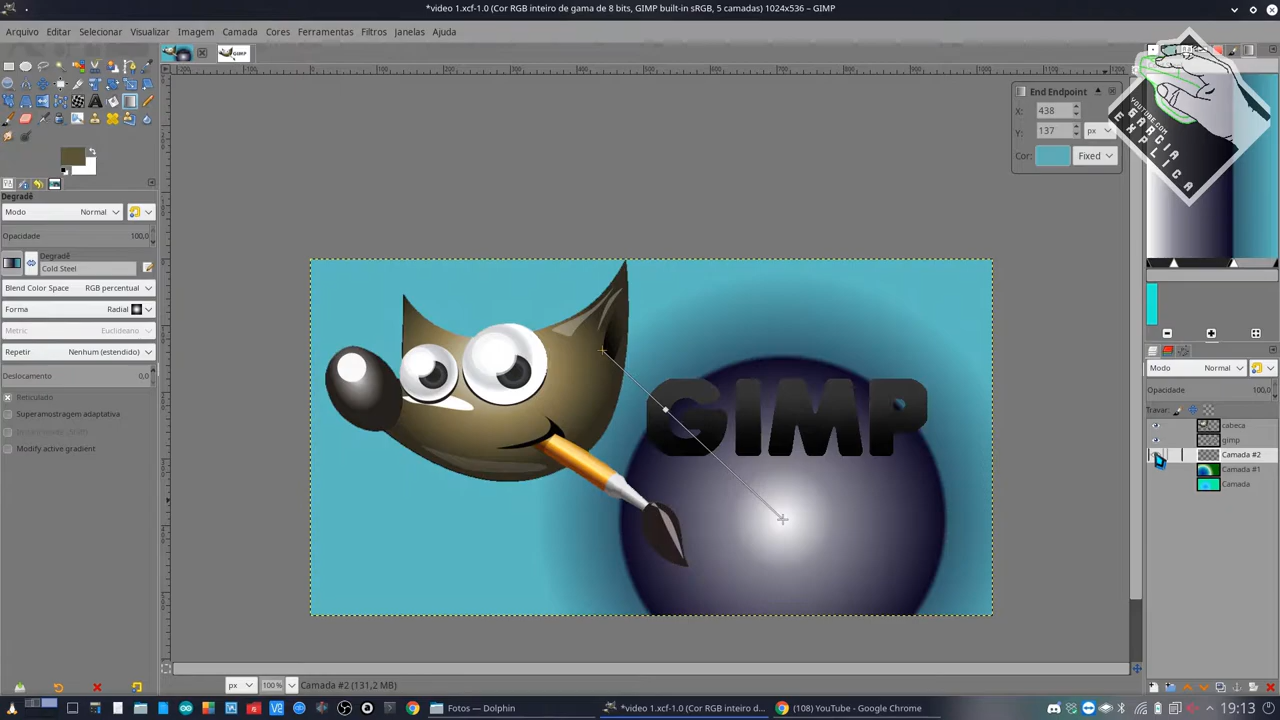 *video 1.xcf-1.0 (Cor RGB inteiro de gama de 8 bits, GIMP built-in sRGB, 5 camadas) 1024x536 – GIMP
Arquivo Editar Selecionar Visualizar Imagem Camada Cores Ferramentas Filtros Janelas Ajuda
End Endpoint
X: 438
Y: 137 px
Cor: Fixed
YOUTUBE.COM
GARCIA
EXPLICA
Degradê
Modo Normal
Opacidade 100,0
Degradê
Cold Steel
Blend Color Space RGB percentual
Forma Radial
Metric Euclideano
Repetir Nenhum (estendido)
Deslocamento 0,0
Reticulado
Superamostragem adaptativa
Modify active gradient
GIMP
Modo Normal
Opacidade 100,0
Travar:
cabeca
gimp
Camada #2
Camada #1
Camada
px 100% Camada #2 (131,2 MB)
Fotos — Dolphin
*video 1.xcf-1.0 (Cor RGB inteiro d...
(108) YouTube - Google Chrome
19:13